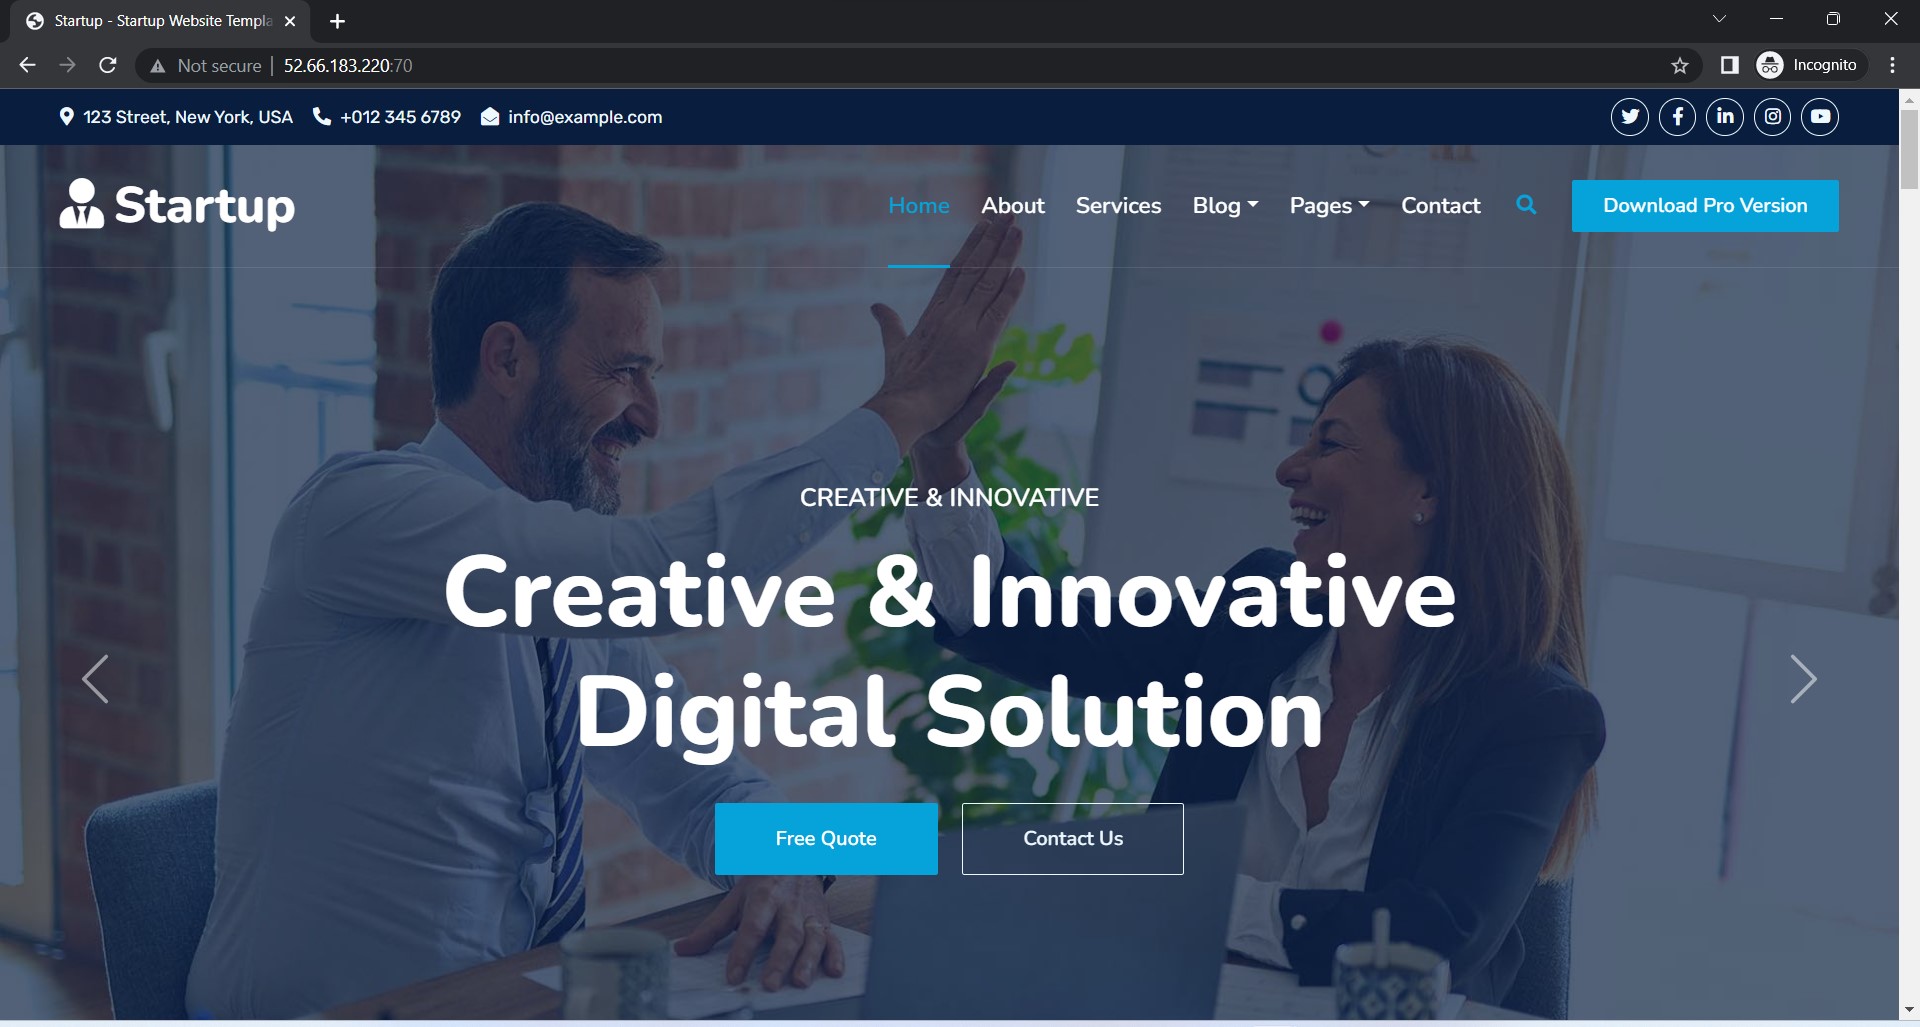 Startup - Startup Website Templa
Not secure
52.66.183.220:70
Incognito
123 Street, New York, USA
+012 345 6789
info@example.com
Startup
Home
About
Services
Blog
Pages
Contact
Download Pro Version
CREATIVE & INNOVATIVE
Creative & Innovative
Digital Solution
Free Quote
Contact Us